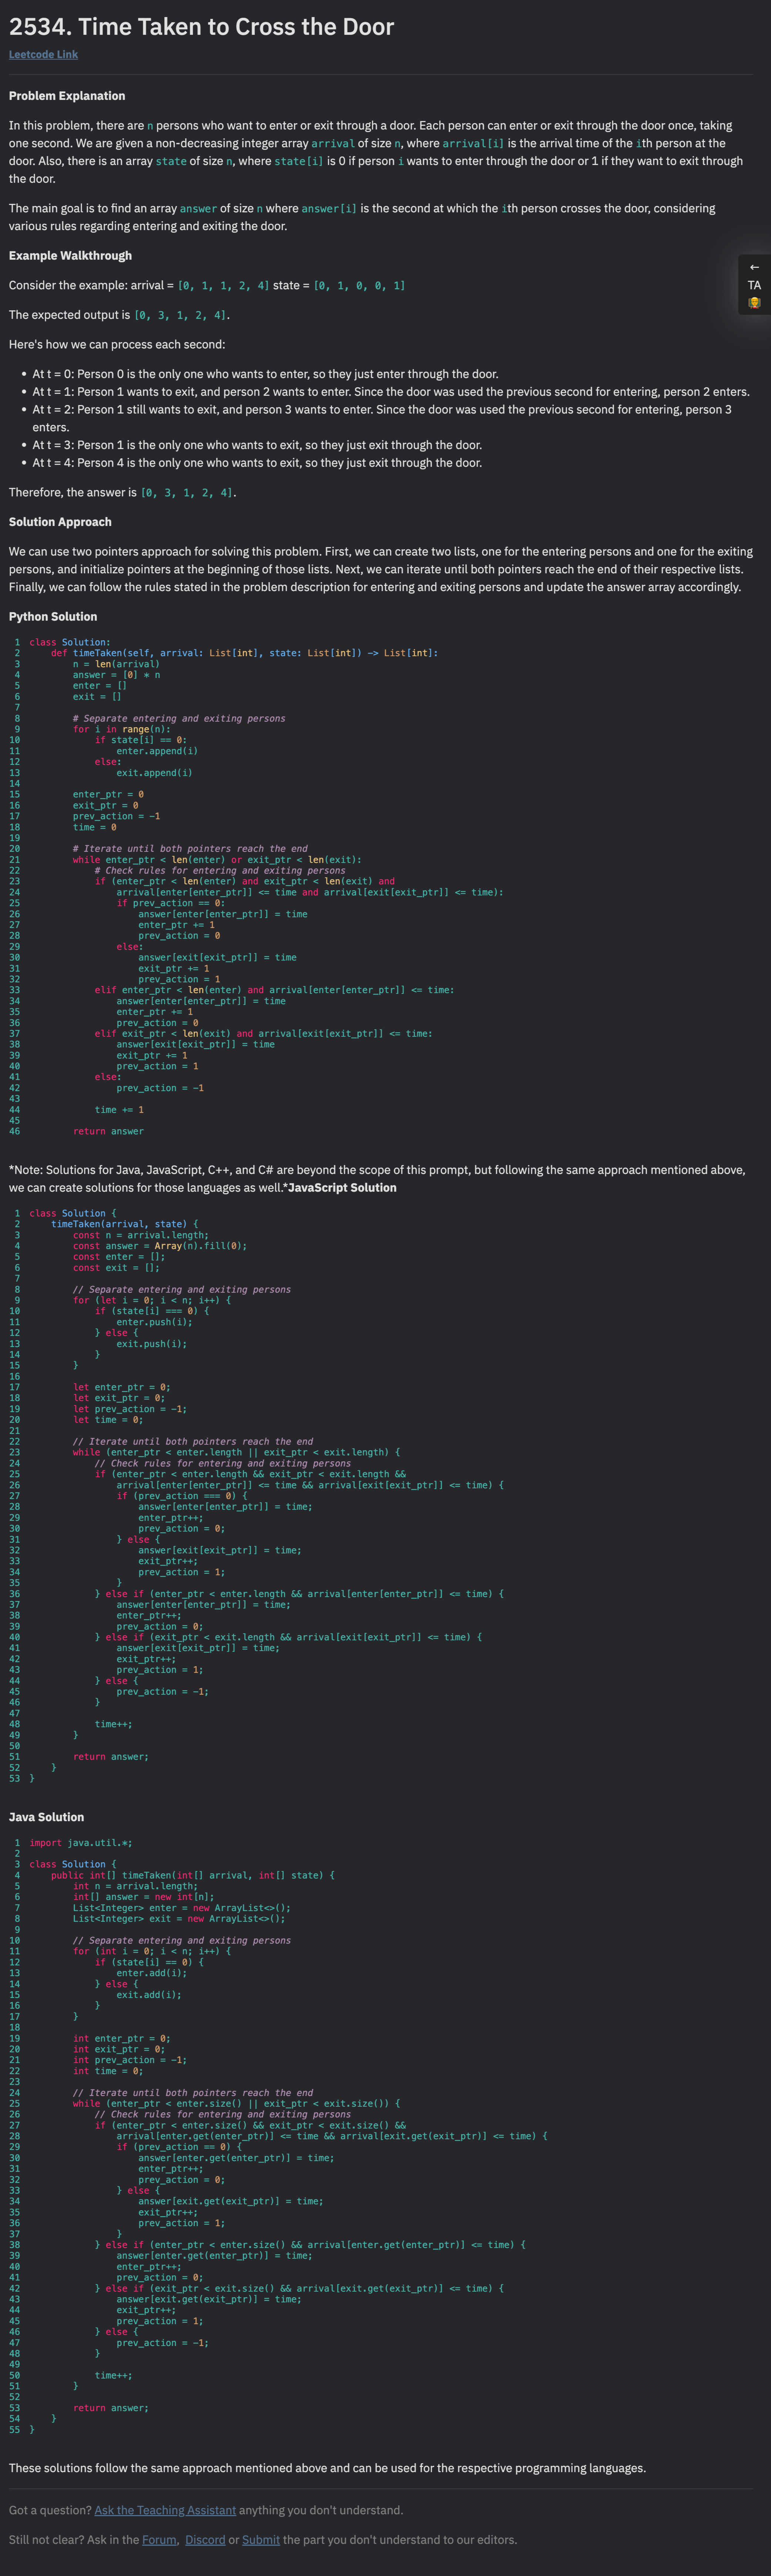 2534. Time Taken to Cross the Door
Leetcode Link
Problem Explanation
In this problem, there are n persons who want to enter or exit through a door. Each person can enter or exit through the door once, taking
one second. We are given a non-decreasing integer array arrival of size n, where arrival[i] is the arrival time of the ith person at the
door. Also, there is an array state of size n, where state[i] is 0 if person i wants to enter through the door or 1 if they want to exit through
the door.
The main goal is to find an array answer of size n where answer[i] is the second at which the ith person crosses the door, considering
various rules regarding entering and exiting the door.
Example Walkthrough
←
TA
Consider the example: arrival = [0, 1, 1, 2, 4] state = [0, 1, 0, 0, 1]
The expected output is [0, 3, 1, 2, 4].
Here's how we can process each second:
• At t = 0: Person 0 is the only one who wants to enter, so they just enter through the door.
• At t = 1: Person 1 wants to exit, and person 2 wants to enter. Since the door was used the previous second for entering, person 2 enters.
• At t = 2: Person 1 still wants to exit, and person 3 wants to enter. Since the door was used the previous second for entering, person 3
enters.
• At t = 3: Person 1 is the only one who wants to exit, so they just exit through the door.
• At t = 4: Person 4 is the only one who wants to exit, so they just exit through the door.
Therefore, the answer is [0, 3, 1, 2, 4].
Solution Approach
We can use two pointers approach for solving this problem. First, we can create two lists, one for the entering persons and one for the exiting
persons, and initialize pointers at the beginning of those lists. Next, we can iterate until both pointers reach the end of their respective lists.
Finally, we can follow the rules stated in the problem description for entering and exiting persons and update the answer array accordingly.
Python Solution
1 class Solution:
2     def timeTaken(self, arrival: List[int], state: List[int]) -> List[int]:
3         n = len(arrival)
4         answer = [0] * n
5         enter = []
6         exit = []
7
8         # Separate entering and exiting persons
9         for i in range(n):
10             if state[i] == 0:
11                 enter.append(i)
12             else:
13                 exit.append(i)
14
15         enter_ptr = 0
16         exit_ptr = 0
17         prev_action = -1
18         time = 0
19
20         # Iterate until both pointers reach the end
21         while enter_ptr < len(enter) or exit_ptr < len(exit):
22             # Check rules for entering and exiting persons
23             if (enter_ptr < len(enter) and exit_ptr < len(exit) and
24                 arrival[enter[enter_ptr]] <= time and arrival[exit[exit_ptr]] <= time):
25                 if prev_action == 0:
26                     answer[enter[enter_ptr]] = time
27                     enter_ptr += 1
28                     prev_action = 0
29                 else:
30                     answer[exit[exit_ptr]] = time
31                     exit_ptr += 1
32                     prev_action = 1
33             elif enter_ptr < len(enter) and arrival[enter[enter_ptr]] <= time:
34                 answer[enter[enter_ptr]] = time
35                 enter_ptr += 1
36                 prev_action = 0
37             elif exit_ptr < len(exit) and arrival[exit[exit_ptr]] <= time:
38                 answer[exit[exit_ptr]] = time
39                 exit_ptr += 1
40                 prev_action = 1
41             else:
42                 prev_action = -1
43
44             time += 1
45
46         return answer
*Note: Solutions for Java, JavaScript, C++, and C# are beyond the scope of this prompt, but following the same approach mentioned above,
we can create solutions for those languages as well.*JavaScript Solution
1 class Solution {
2     timeTaken(arrival, state) {
3         const n = arrival.length;
4         const answer = Array(n).fill(0);
5         const enter = [];
6         const exit = [];
7
8         // Separate entering and exiting persons
9         for (let i = 0; i < n; i++) {
10             if (state[i] === 0) {
11                 enter.push(i);
12             } else {
13                 exit.push(i);
14             }
15         }
16
17         let enter_ptr = 0;
18         let exit_ptr = 0;
19         let prev_action = -1;
20         let time = 0;
21
22         // Iterate until both pointers reach the end
23         while (enter_ptr < enter.length || exit_ptr < exit.length) {
24             // Check rules for entering and exiting persons
25             if (enter_ptr < enter.length && exit_ptr < exit.length &&
26                 arrival[enter[enter_ptr]] <= time && arrival[exit[exit_ptr]] <= time) {
27                 if (prev_action === 0) {
28                     answer[enter[enter_ptr]] = time;
29                     enter_ptr++;
30                     prev_action = 0;
31                 } else {
32                     answer[exit[exit_ptr]] = time;
33                     exit_ptr++;
34                     prev_action = 1;
35                 }
36             } else if (enter_ptr < enter.length && arrival[enter[enter_ptr]] <= time) {
37                 answer[enter[enter_ptr]] = time;
38                 enter_ptr++;
39                 prev_action = 0;
40             } else if (exit_ptr < exit.length && arrival[exit[exit_ptr]] <= time) {
41                 answer[exit[exit_ptr]] = time;
42                 exit_ptr++;
43                 prev_action = 1;
44             } else {
45                 prev_action = -1;
46             }
47
48             time++;
49         }
50
51         return answer;
52     }
53 }
Java Solution
1 import java.util.*;
2
3 class Solution {
4     public int[] timeTaken(int[] arrival, int[] state) {
5         int n = arrival.length;
6         int[] answer = new int[n];
7         List<Integer> enter = new ArrayList<>();
8         List<Integer> exit = new ArrayList<>();
9
10         // Separate entering and exiting persons
11         for (int i = 0; i < n; i++) {
12             if (state[i] == 0) {
13                 enter.add(i);
14             } else {
15                 exit.add(i);
16             }
17         }
18
19         int enter_ptr = 0;
20         int exit_ptr = 0;
21         int prev_action = -1;
22         int time = 0;
23
24         // Iterate until both pointers reach the end
25         while (enter_ptr < enter.size() || exit_ptr < exit.size()) {
26             // Check rules for entering and exiting persons
27             if (enter_ptr < enter.size() && exit_ptr < exit.size() &&
28                 arrival[enter.get(enter_ptr)] <= time && arrival[exit.get(exit_ptr)] <= time) {
29                 if (prev_action == 0) {
30                     answer[enter.get(enter_ptr)] = time;
31                     enter_ptr++;
32                     prev_action = 0;
33                 } else {
34                     answer[exit.get(exit_ptr)] = time;
35                     exit_ptr++;
36                     prev_action = 1;
37                 }
38             } else if (enter_ptr < enter.size() && arrival[enter.get(enter_ptr)] <= time) {
39                 answer[enter.get(enter_ptr)] = time;
40                 enter_ptr++;
41                 prev_action = 0;
42             } else if (exit_ptr < exit.size() && arrival[exit.get(exit_ptr)] <= time) {
43                 answer[exit.get(exit_ptr)] = time;
44                 exit_ptr++;
45                 prev_action = 1;
46             } else {
47                 prev_action = -1;
48             }
49
50             time++;
51         }
52
53         return answer;
54     }
55 }
These solutions follow the same approach mentioned above and can be used for the respective programming languages.
Got a question? Ask the Teaching Assistant anything you don't understand.
Still not clear? Ask in the Forum, Discord or Submit the part you don't understand to our editors.